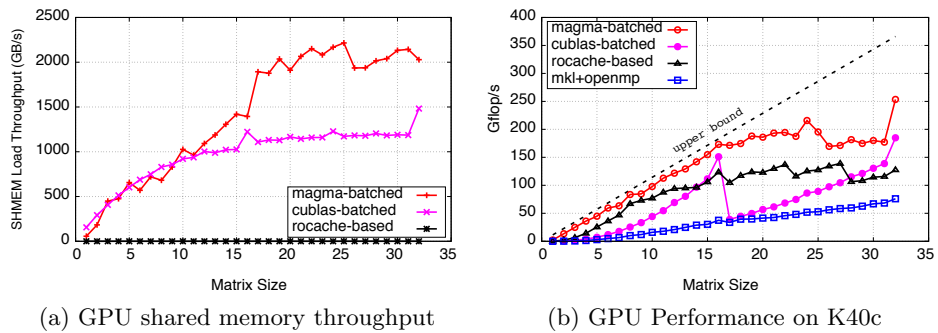 2500
2000
1500
1000
500
0
SHMEM Load Throughput (GB/s)
magma-batched
cublas-batched
rocache-based
0 5 10 15 20 25 30 35
Matrix Size
(a) GPU shared memory throughput
400
350
300
250
200
150
100
50
0
Gflop/s
magma-batched
cublas-batched
rocache-based
mkl+openmp
upper bound
0 5 10 15 20 25 30 35
Matrix Size
(b) GPU Performance on K40c